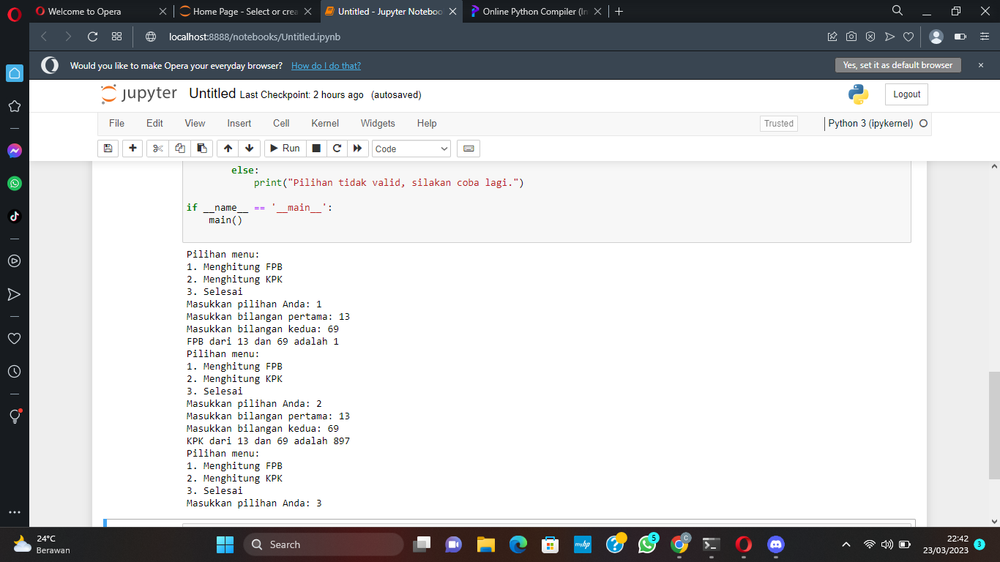 Welcome to Opera
Home Page - Select or crea
Untitled - Jupyter Noteboo
Online Python Compiler (In
localhost:8888/notebooks/Untitled.ipynb
Would you like to make Opera your everyday browser? How do I do that?
Yes, set it as default browser
jupyter Untitled Last Checkpoint: 2 hours ago (autosaved)
Logout
File Edit View Insert Cell Kernel Widgets Help
Trusted
Python 3 (ipykernel)
Run
Code
else:
print("Pilihan tidak valid, silakan coba lagi.")
if __name__ == '__main__':
main()
Pilihan menu:
1. Menghitung FPB
2. Menghitung KPK
3. Selesai
Masukkan pilihan Anda: 1
Masukkan bilangan pertama: 13
Masukkan bilangan kedua: 69
FPB dari 13 dan 69 adalah 1
Pilihan menu:
1. Menghitung FPB
2. Menghitung KPK
3. Selesai
Masukkan pilihan Anda: 2
Masukkan bilangan pertama: 13
Masukkan bilangan kedua: 69
KPK dari 13 dan 69 adalah 897
Pilihan menu:
1. Menghitung FPB
2. Menghitung KPK
3. Selesai
Masukkan pilihan Anda: 3
24°C
Berawan
Search
myhp
5
C
22:42
23/03/2023
3